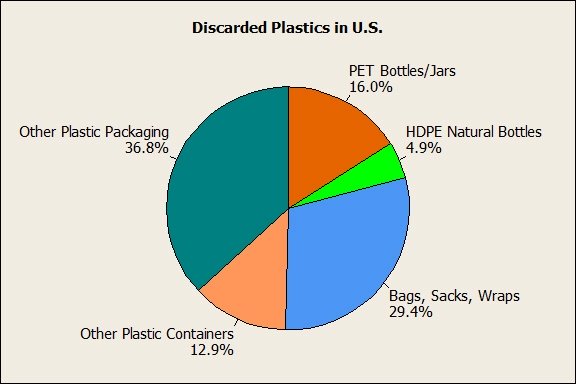 Discarded Plastics in U.S.
PET Bottles/Jars
16.0%
HDPE Natural Bottles
4.9%
Other Plastic Packaging
36.8%
Bags, Sacks, Wraps
29.4%
Other Plastic Containers
12.9%